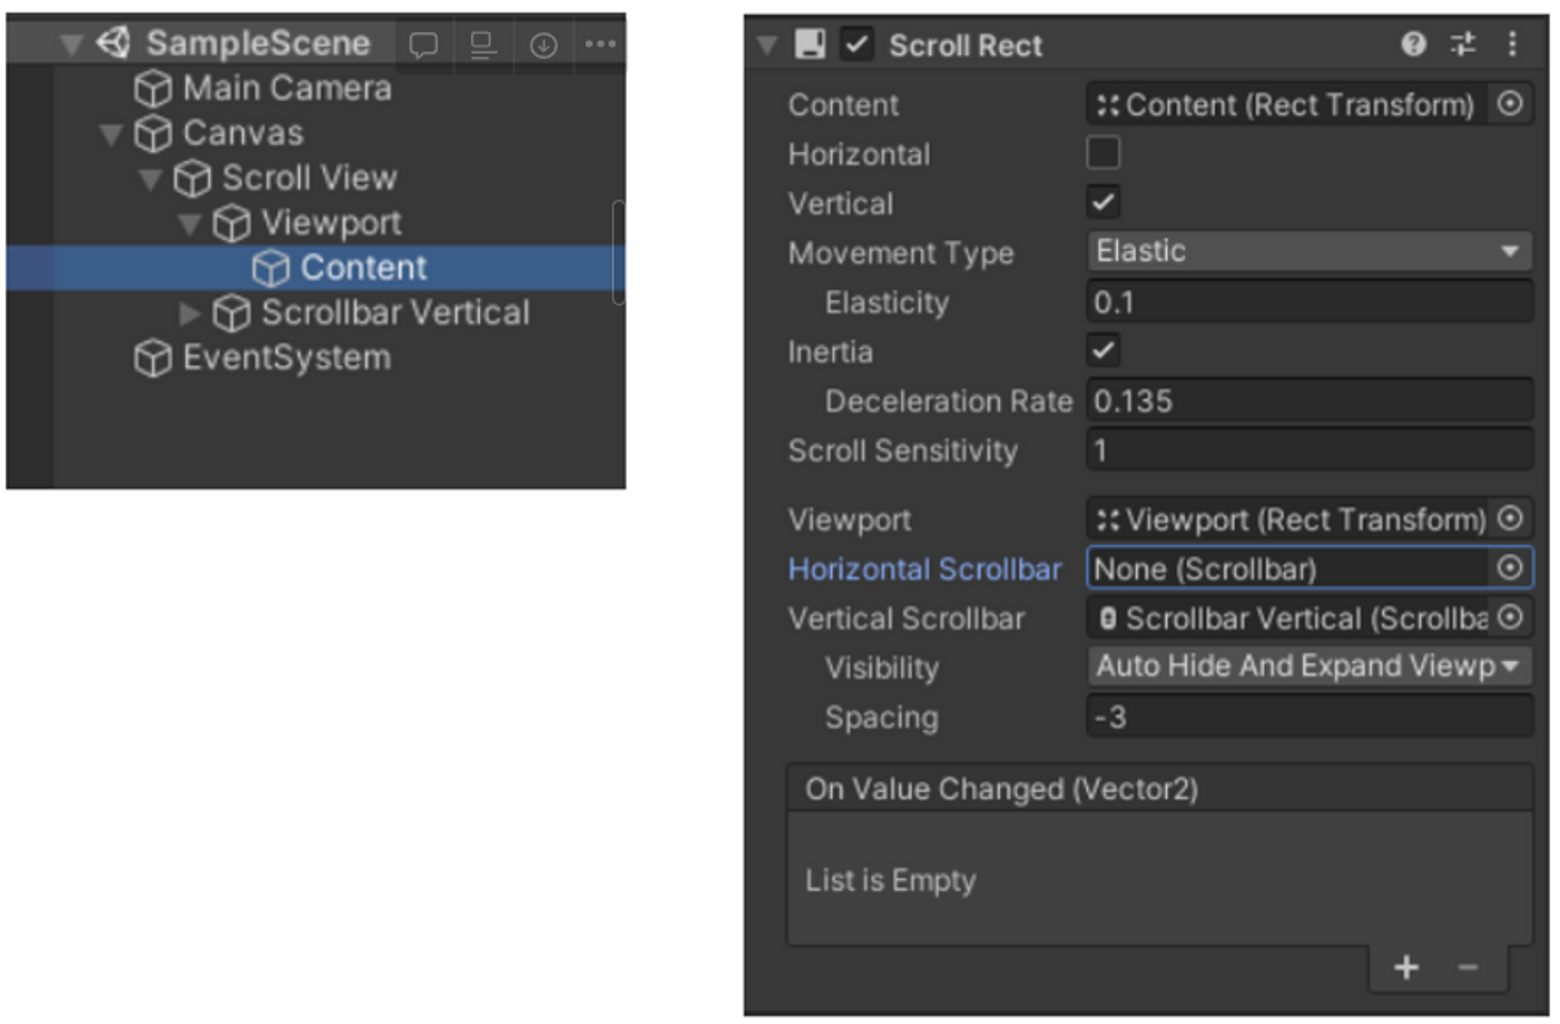 SampleScene
Main Camera
Canvas
Scroll View
Viewport
Content
Scrollbar Vertical
EventSystem
Scroll Rect
Content Content (Rect Transform)
Horizontal
Vertical
Movement Type Elastic
Elasticity 0.1
Inertia
Deceleration Rate 0.135
Scroll Sensitivity 1
Viewport Viewport (Rect Transform)
Horizontal Scrollbar None (Scrollbar)
Vertical Scrollbar Scrollbar Vertical (Scrollba
Visibility Auto Hide And Expand Viewp
Spacing -3
On Value Changed (Vector2)
List is Empty